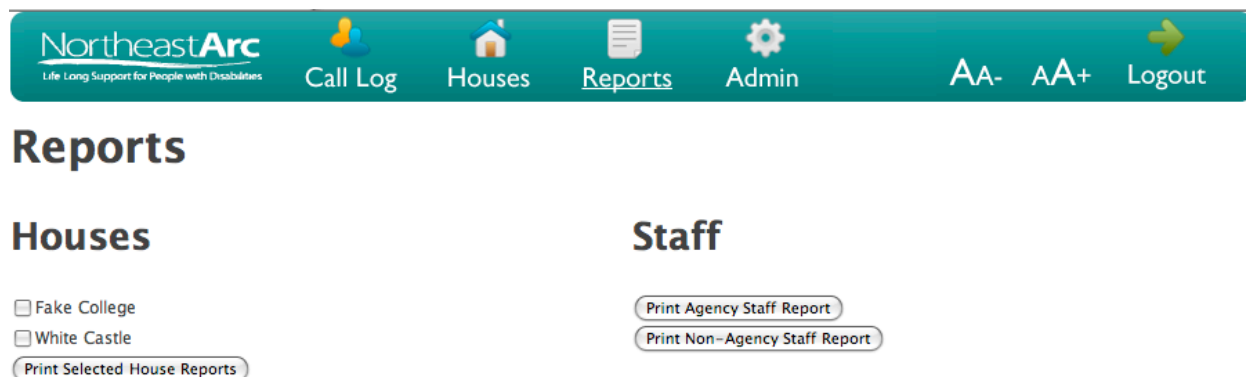 NortheastArc
Life Long Support for People with Disabilities
Call Log
Houses
Reports
Admin
AA-
AA+
Logout
Reports
Houses
Fake College
White Castle
Print Selected House Reports
Staff
Print Agency Staff Report
Print Non-Agency Staff Report